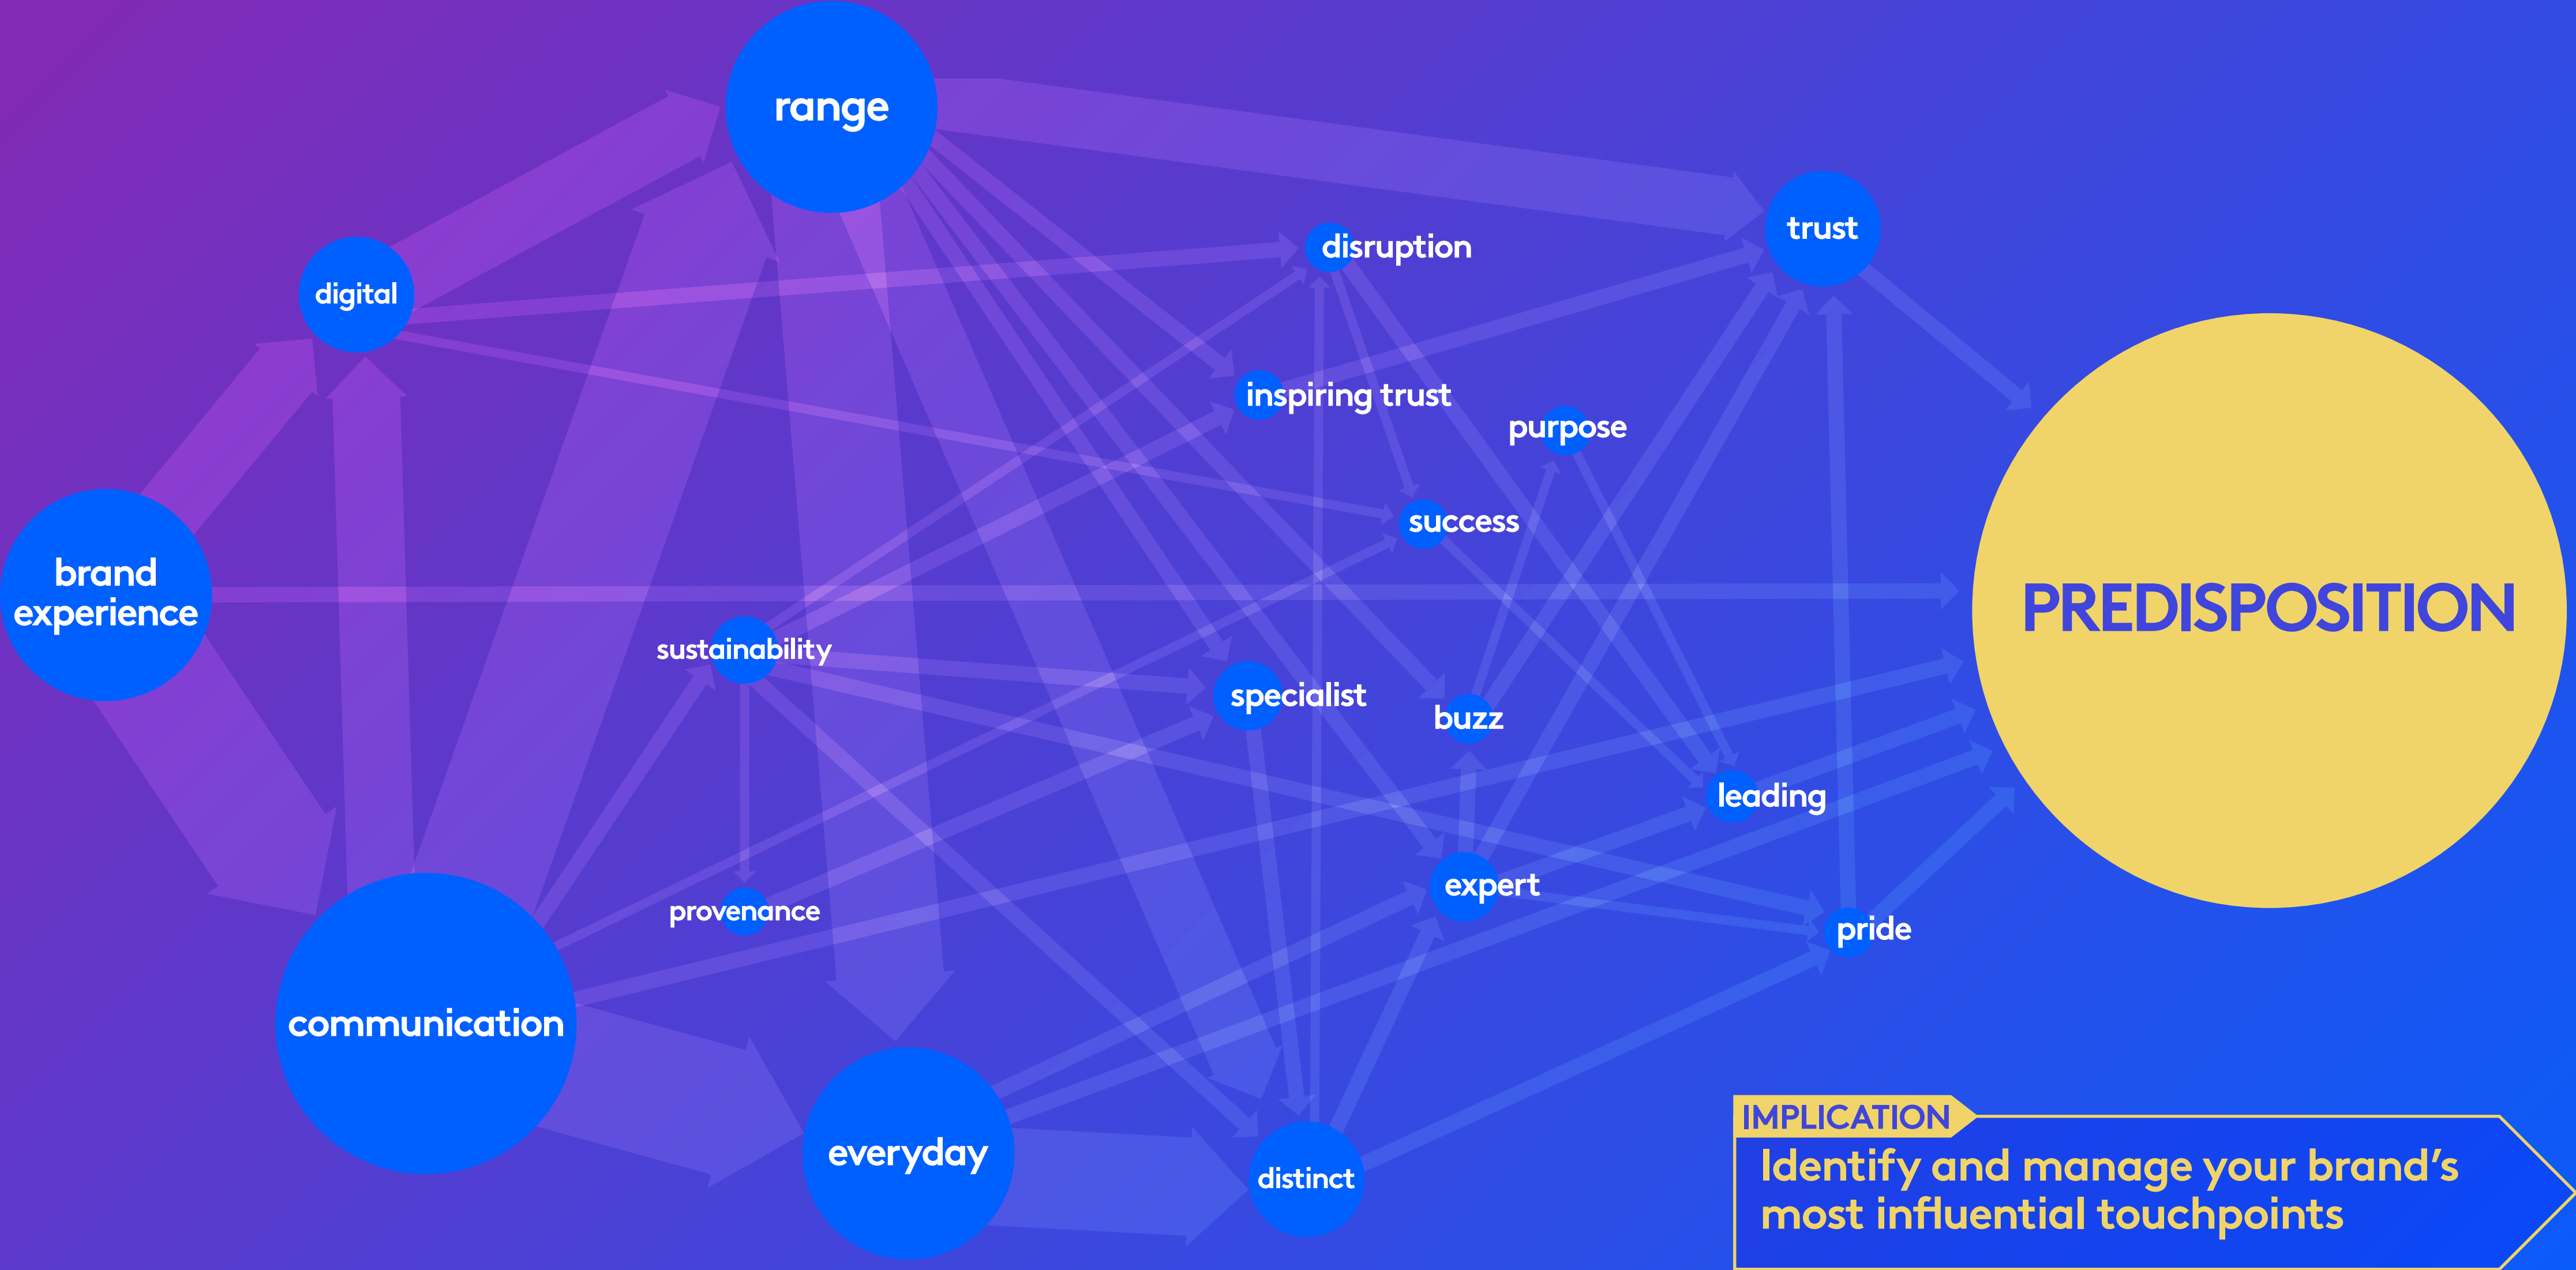 range
trust
disruption
digital
inspiring trust
purpose
success
brand
experience
PREDISPOSITION
sustainability
specialist
buzz
leading
expert
provenance
pride
communication
everyday
distinct
IMPLICATION
Identify and manage your brand’s
most influential touchpoints